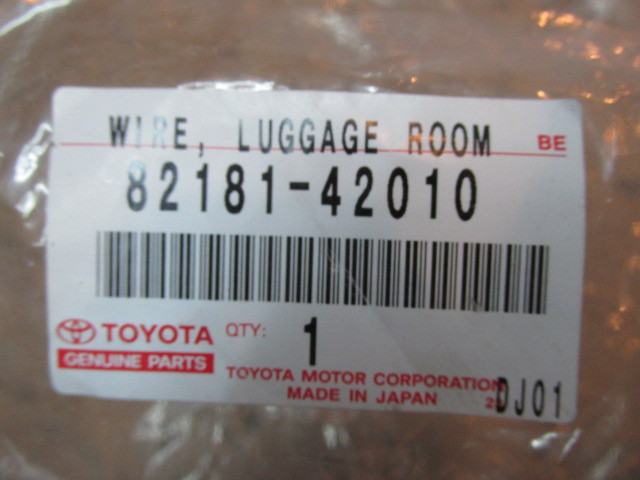 WIRE, LUGGAGE ROOM BE
82181-42010
TOYOTA QTY: 1
GENUINE PARTS
TOYOTA MOTOR CORPORATION
MADE IN JAPAN DJ01